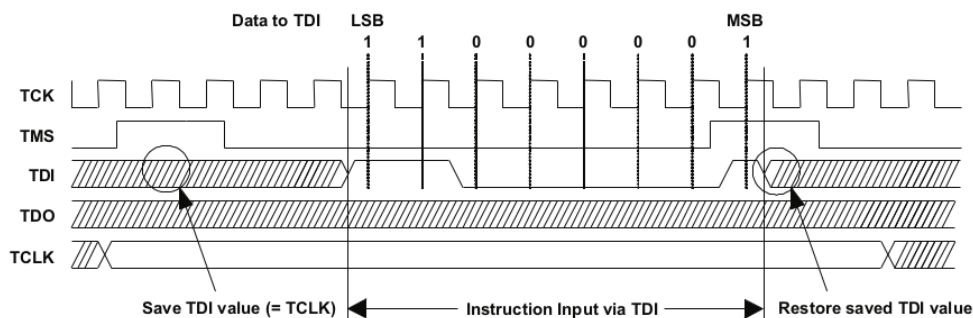 Data to TDI LSB MSB
1 1 0 0 0 0 0 1
TCK
TMS
TDI
TDO
TCLK
Save TDI value (= TCLK) Instruction Input via TDI Restore saved TDI value